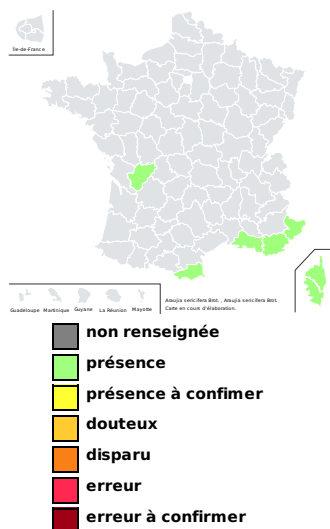 Île-de-France
Guadeloupe Martinique Guyane La Réunion Mayotte
Araujia sericifera Brot. , Araujia sericifera Brot.
Carte en cours d'élaboration.
non renseignée
présence
présence à confimer
douteux
disparu
erreur
erreur à confirmer